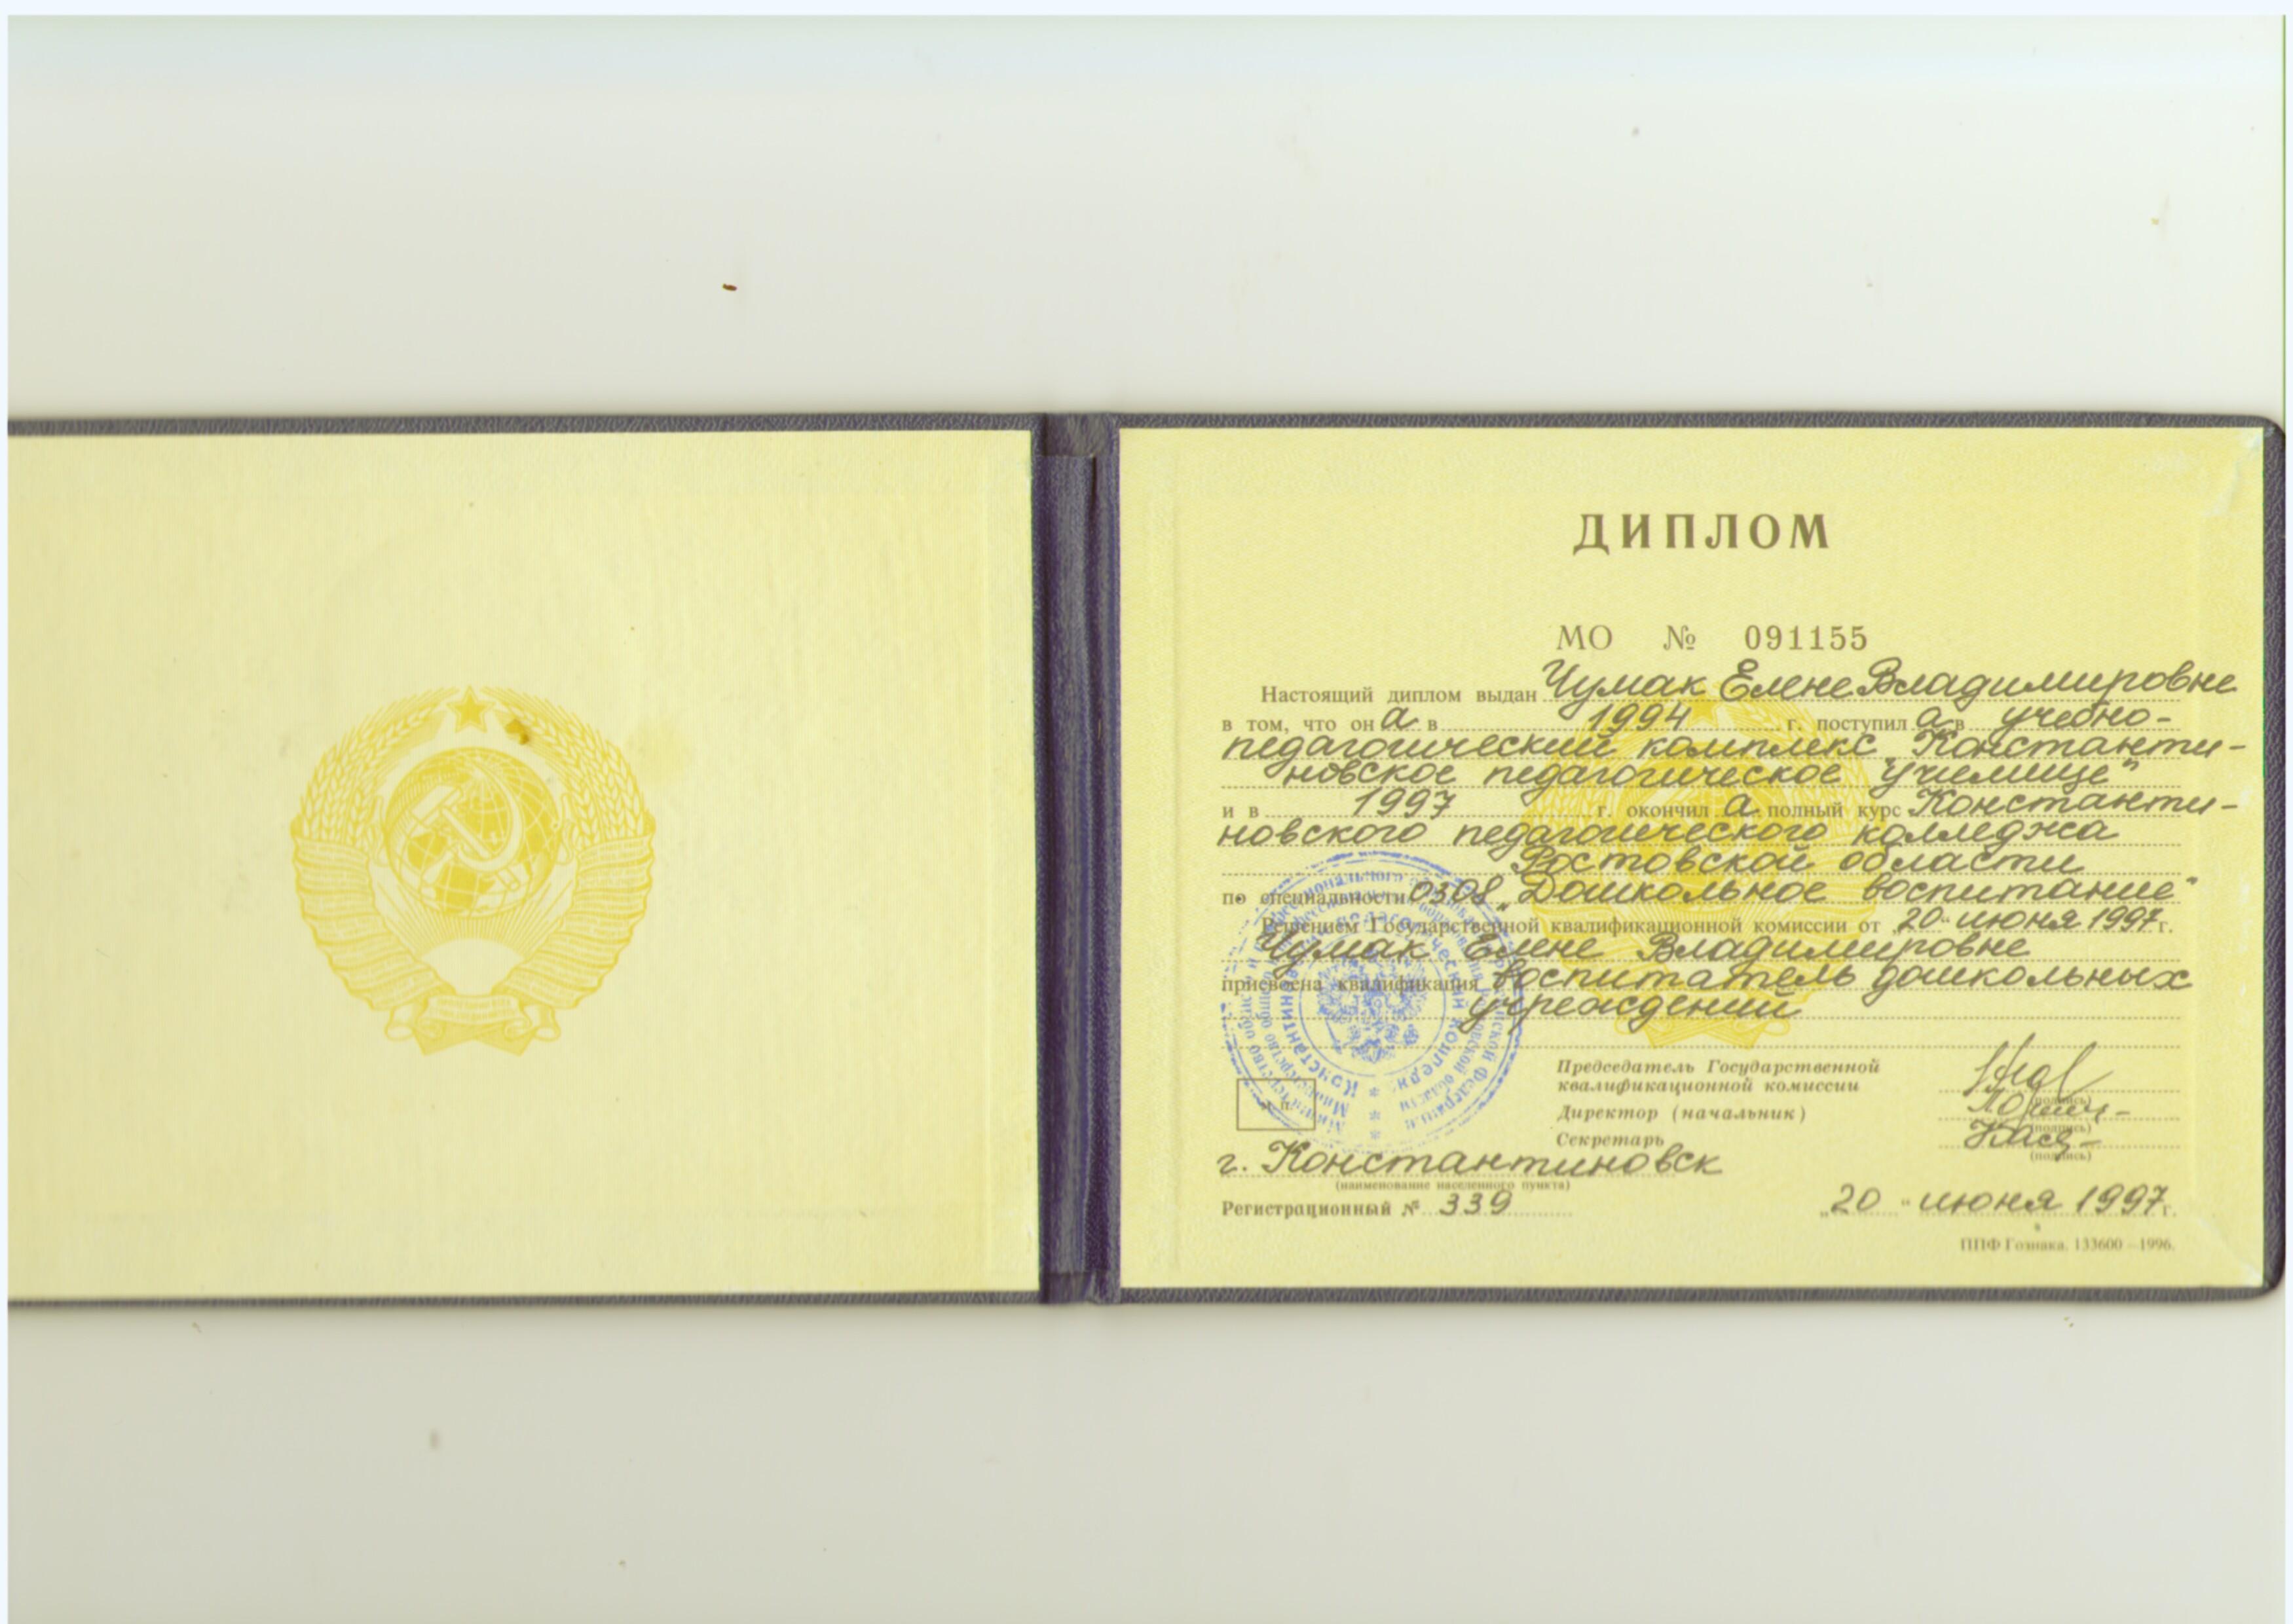 ДИПЛОМ
МО № 091155
Настоящий диплом выдан Чумак Елене Владимировне
в том, что он а в 1994 г. поступил а в учебно-
педагогический комплекс „Константи-
новское педагогическое училище"
и в 1997 г. окончил а полный курс Константи-
новского педагогического колледжа
Ростовской области
по специальности 0308 „Дошкольное воспитание"
Решением Государственной квалификационной комиссии от „20" июня 1997 г.
Чумак Елене Владимировне
присвоена квалификация воспитатель дошкольных
учреждений
Председатель Государственной
квалификационной комиссии
(подпись)
Директор (начальник)
(подпись)
Секретарь
(подпись)
М. П.
г. Константиновск
(наименование населенного пункта)
Регистрационный № 339
„20" июня 1997 г.
ППФ Гознака. 133600 – 1996.